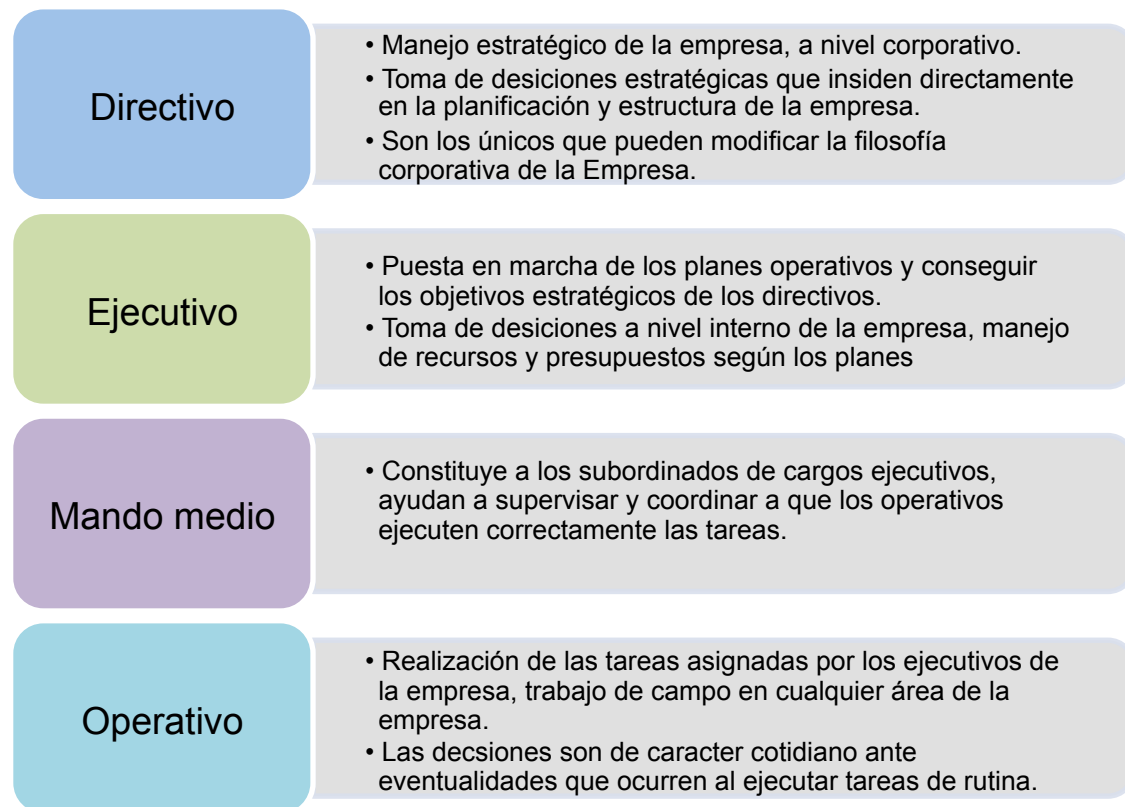 Directivo
• Manejo estratégico de la empresa, a nivel corporativo.
• Toma de desiciones estratégicas que insiden directamente
en la planificación y estructura de la empresa.
• Son los únicos que pueden modificar la filosofía
corporativa de la Empresa.
Ejecutivo
• Puesta en marcha de los planes operativos y conseguir
los objetivos estratégicos de los directivos.
• Toma de desiciones a nivel interno de la empresa, manejo
de recursos y presupuestos según los planes
Mando medio
• Constituye a los subordinados de cargos ejecutivos,
ayudan a supervisar y coordinar a que los operativos
ejecuten correctamente las tareas.
Operativo
• Realización de las tareas asignadas por los ejecutivos de
la empresa, trabajo de campo en cualquier área de la
empresa.
• Las decsiones son de caracter cotidiano ante
eventualidades que ocurren al ejecutar tareas de rutina.